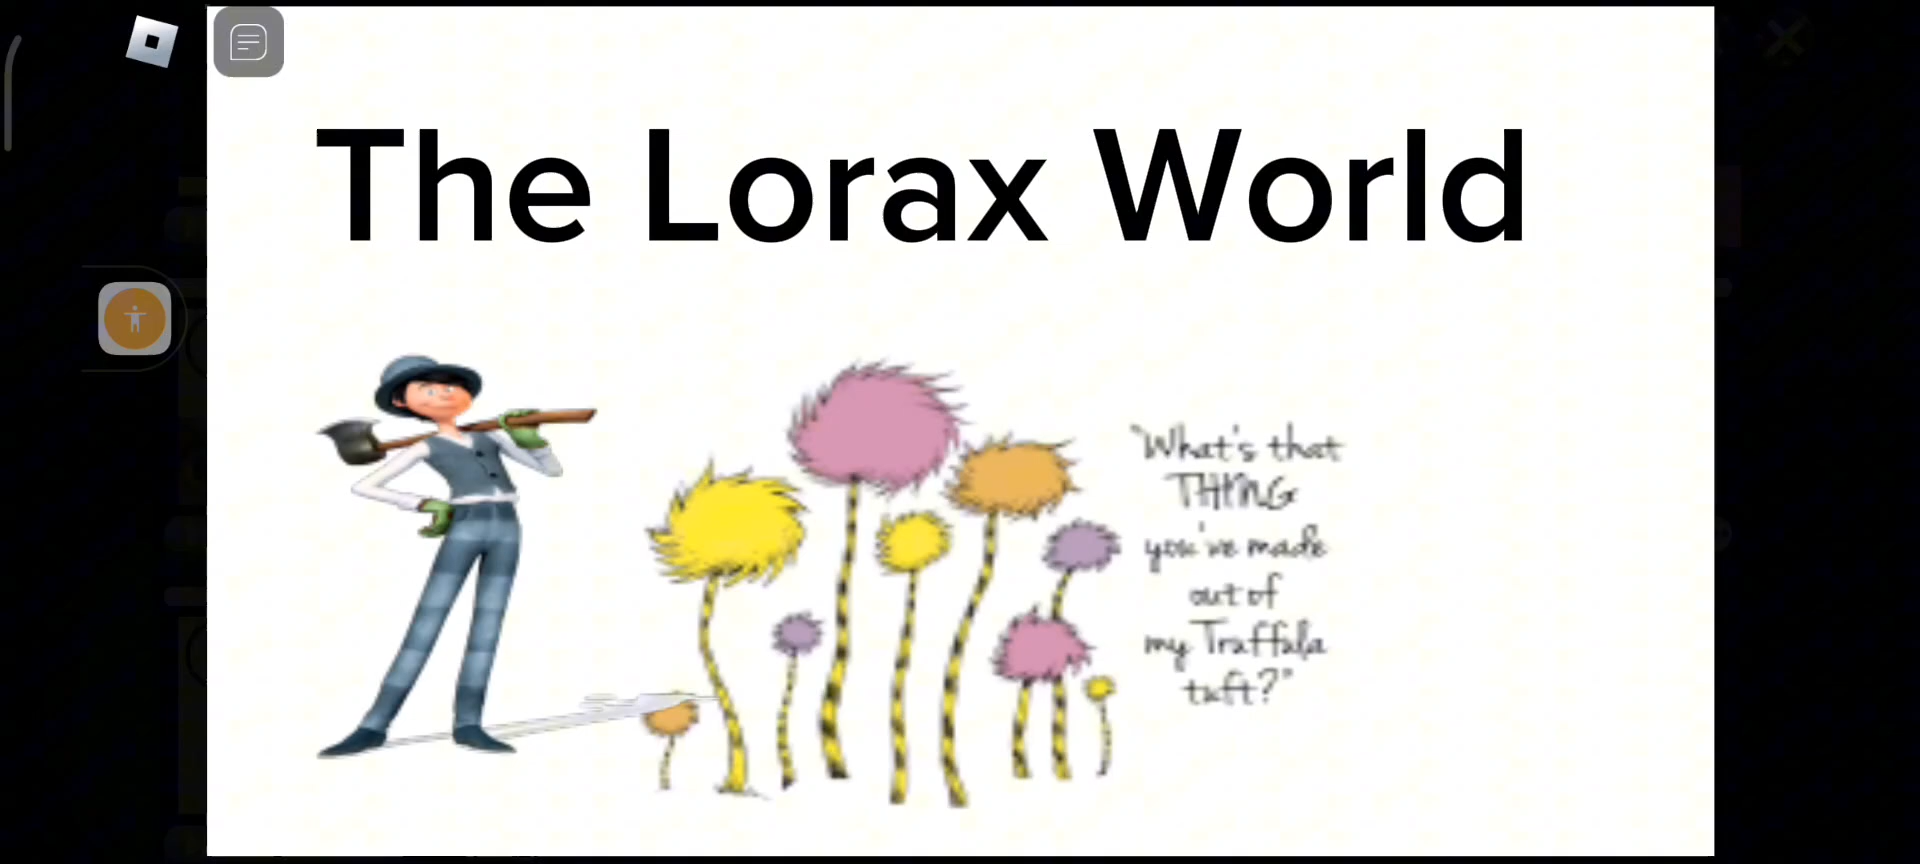 The Lorax World
"What's that
THING
you've made
out of
my Truffula
tuft?"